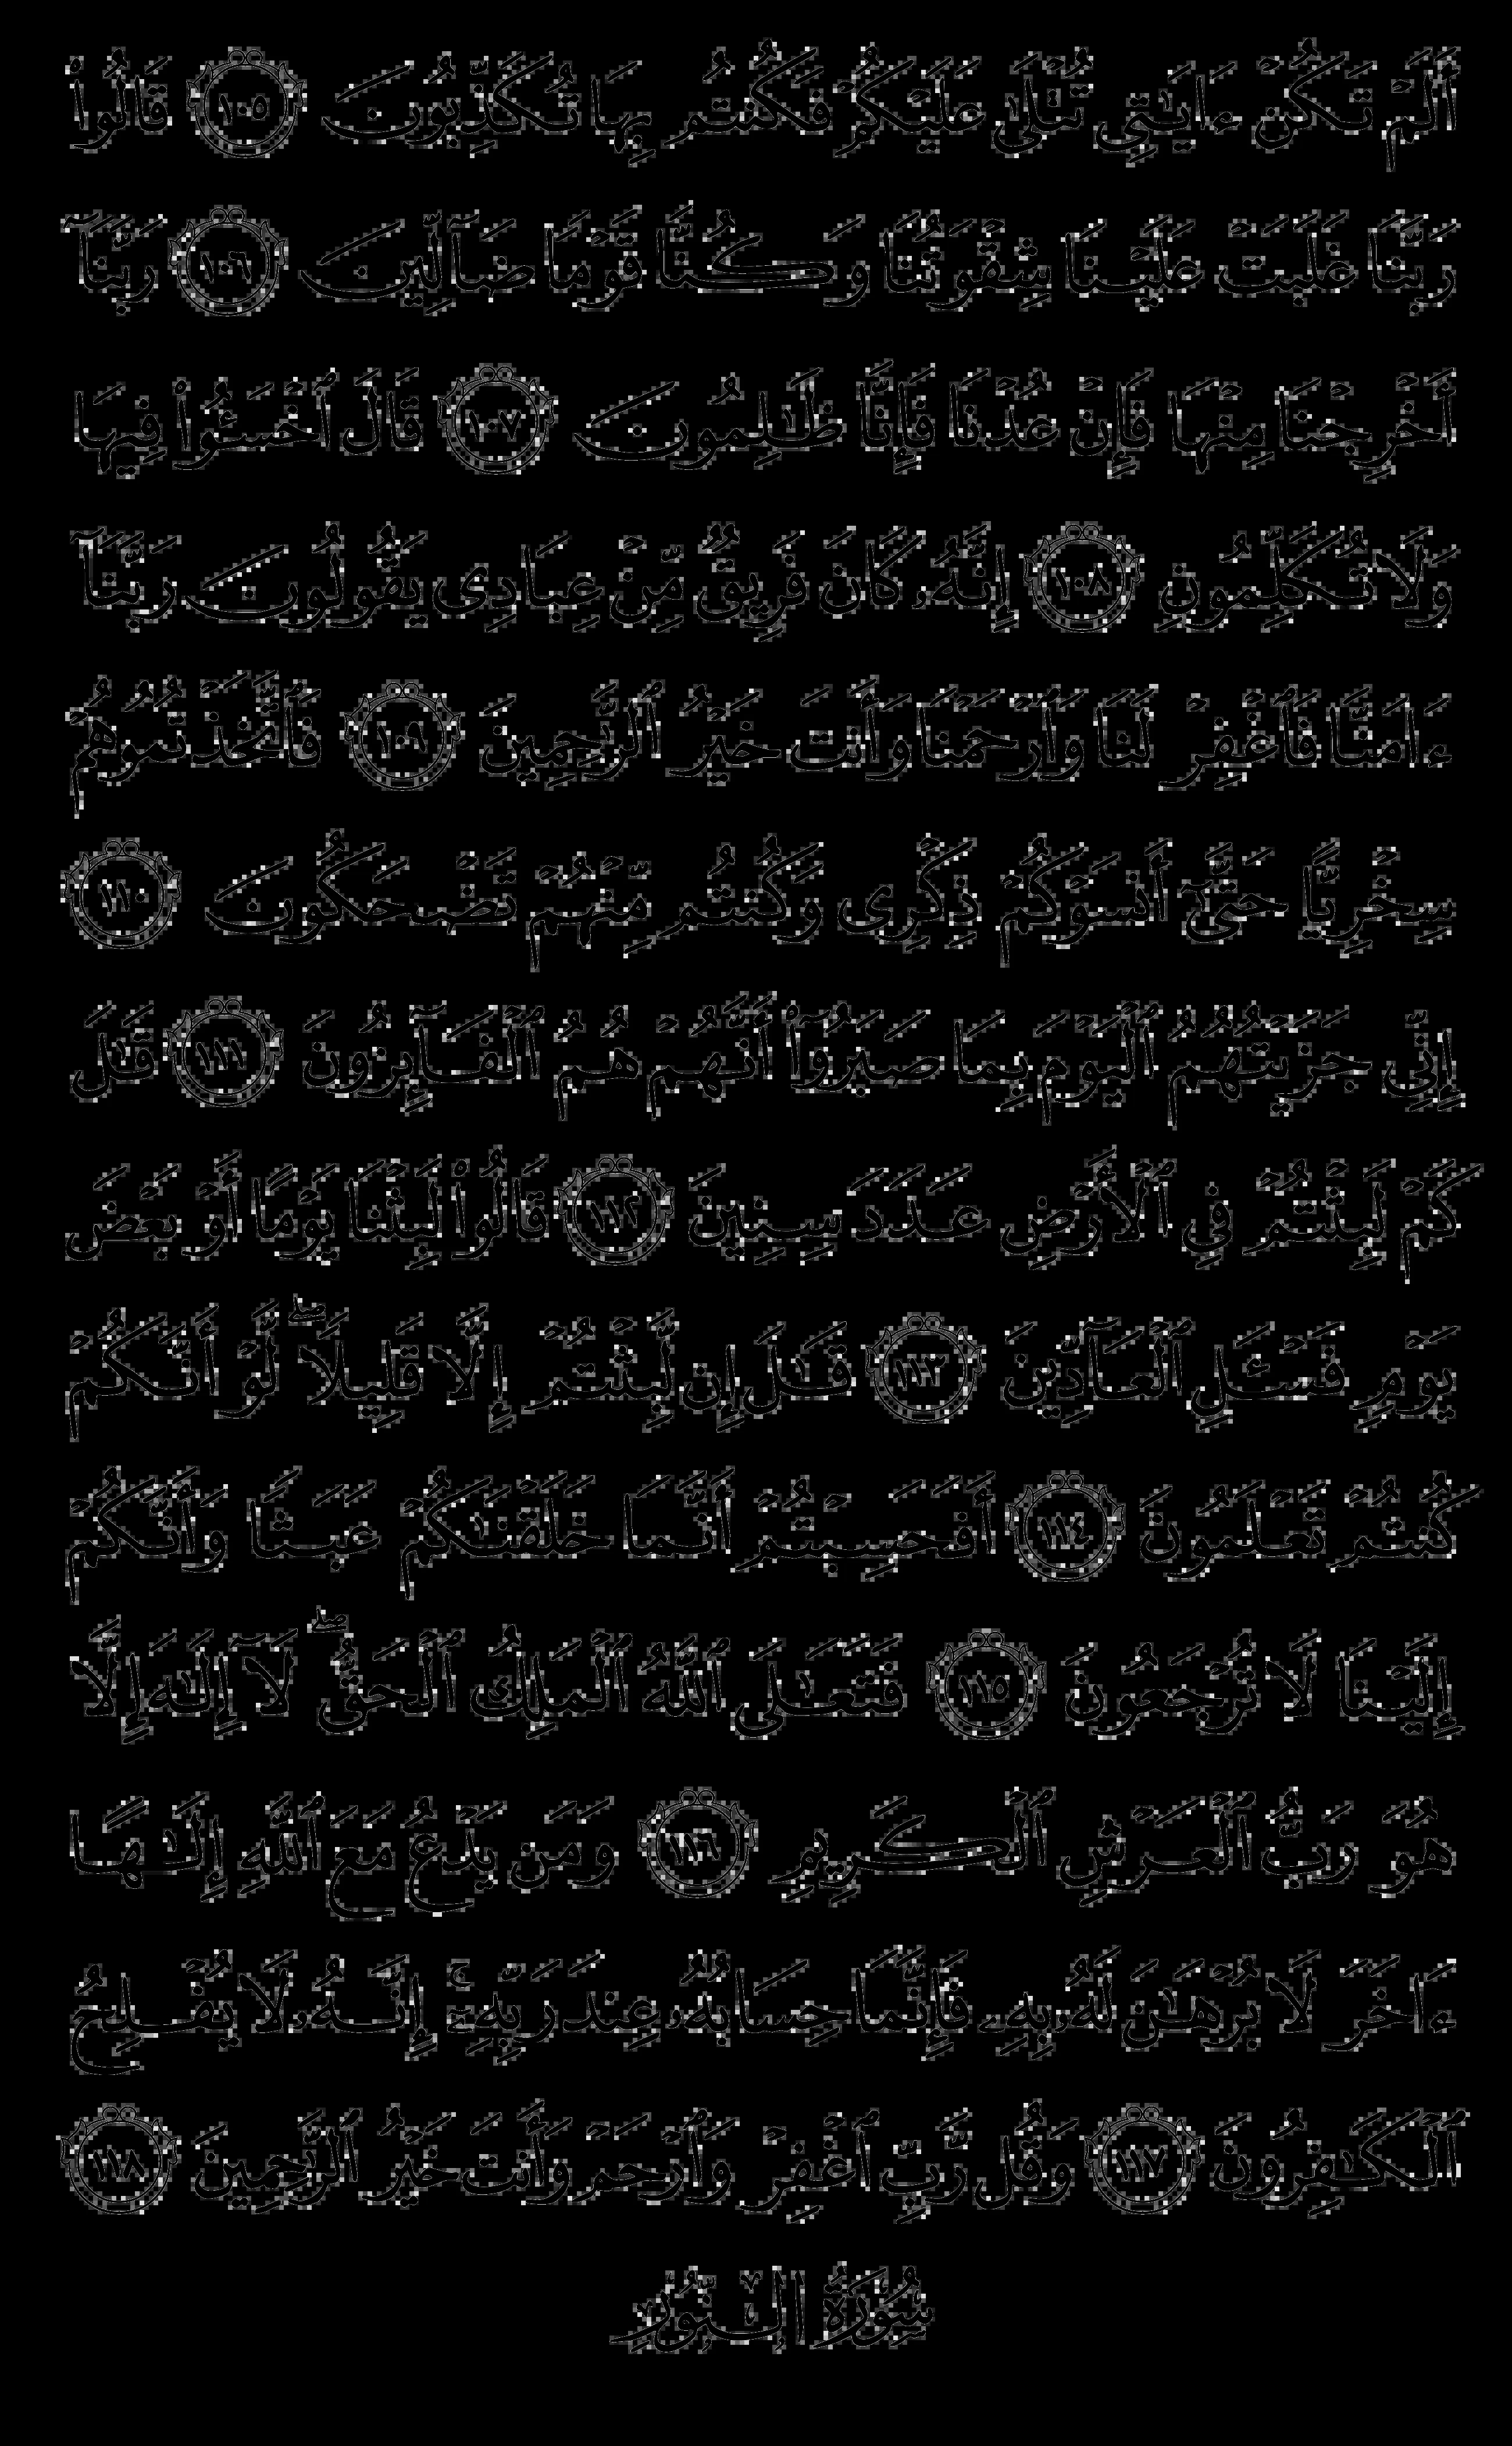 أَلَمْ تَكُنْ ءَايَٰتِى تُتْلَىٰ عَلَيْكُمْ فَكُنتُم بِهَا تُكَذِّبُونَ ١٠٥ قَالُوا۟
رَبَّنَا غَلَبَتْ عَلَيْنَا شِقْوَتُنَا وَكُنَّا قَوْمًا ضَآلِّينَ ١٠٦ رَبَّنَآ
أَخْرِجْنَا مِنْهَا فَإِنْ عُدْنَا فَإِنَّا ظَٰلِمُونَ ١٠٧ قَالَ ٱخْسَـُٔوا۟ فِيهَا
وَلَا تُكَلِّمُونِ ١٠٨ إِنَّهُۥ كَانَ فَرِيقٌ مِّنْ عِبَادِى يَقُولُونَ رَبَّنَآ
ءَامَنَّا فَٱغْفِرْ لَنَا وَٱرْحَمْنَا وَأَنتَ خَيْرُ ٱلرَّٰحِمِينَ ١٠٩ فَٱتَّخَذْتُمُوهُمْ
سِخْرِيًّا حَتَّىٰٓ أَنسَوْكُمْ ذِكْرِى وَكُنتُم مِّنْهُمْ تَضْحَكُونَ ١١٠
إِنِّى جَزَيْتُهُمُ ٱلْيَوْمَ بِمَا صَبَرُوٓا۟ أَنَّهُمْ هُمُ ٱلْفَآئِزُونَ ١١١ قَٰلَ
كَمْ لَبِثْتُمْ فِى ٱلْأَرْضِ عَدَدَ سِنِينَ ١١٢ قَالُوا۟ لَبِثْنَا يَوْمًا أَوْ بَعْضَ
يَوْمٍ فَسْـَٔلِ ٱلْعَآدِّينَ ١١٣ قَٰلَ إِن لَّبِثْتُمْ إِلَّا قَلِيلًا ۖ لَّوْ أَنَّكُمْ
كُنتُمْ تَعْلَمُونَ ١١٤ أَفَحَسِبْتُمْ أَنَّمَا خَلَقْنَٰكُمْ عَبَثًا وَأَنَّكُمْ
إِلَيْنَا لَا تُرْجَعُونَ ١١٥ فَتَعَٰلَى ٱللَّهُ ٱلْمَلِكُ ٱلْحَقُّ ۖ لَآ إِلَٰهَ إِلَّا
هُوَ رَبُّ ٱلْعَرْشِ ٱلْكَرِيمِ ١١٦ وَمَن يَدْعُ مَعَ ٱللَّهِ إِلَٰهًا
ءَاخَرَ لَا بُرْهَٰنَ لَهُۥ بِهِۦ فَإِنَّمَا حِسَابُهُۥ عِندَ رَبِّهِۦٓ ۚ إِنَّهُۥ لَا يُفْلِحُ
ٱلْكَٰفِرُونَ ١١٧ وَقُل رَّبِّ ٱغْفِرْ وَٱرْحَمْ وَأَنتَ خَيْرُ ٱلرَّٰحِمِينَ ١١٨
سُورَةُ النُّورِ